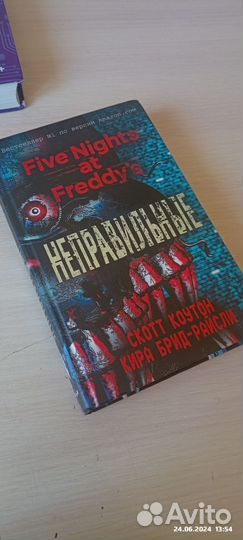 Бестселлер №1 по версии Amazon.com
Five Nights
at
Freddy's
НЕПРАВИЛЬНЫЕ
СКОТТ КОУТОН
КИРА БРИД-РАЙСЛИ
Avito
24.06.2024 13:54